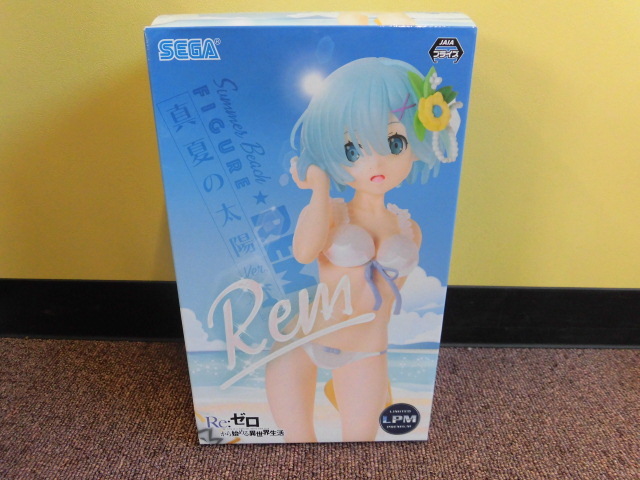 SEGA®
JAIA
プライズ
Summer Beach
FIGURE★REM
真夏の太陽
Ver.
Rem
Re:ゼロ
から始める異世界生活
LIMITED
LPM